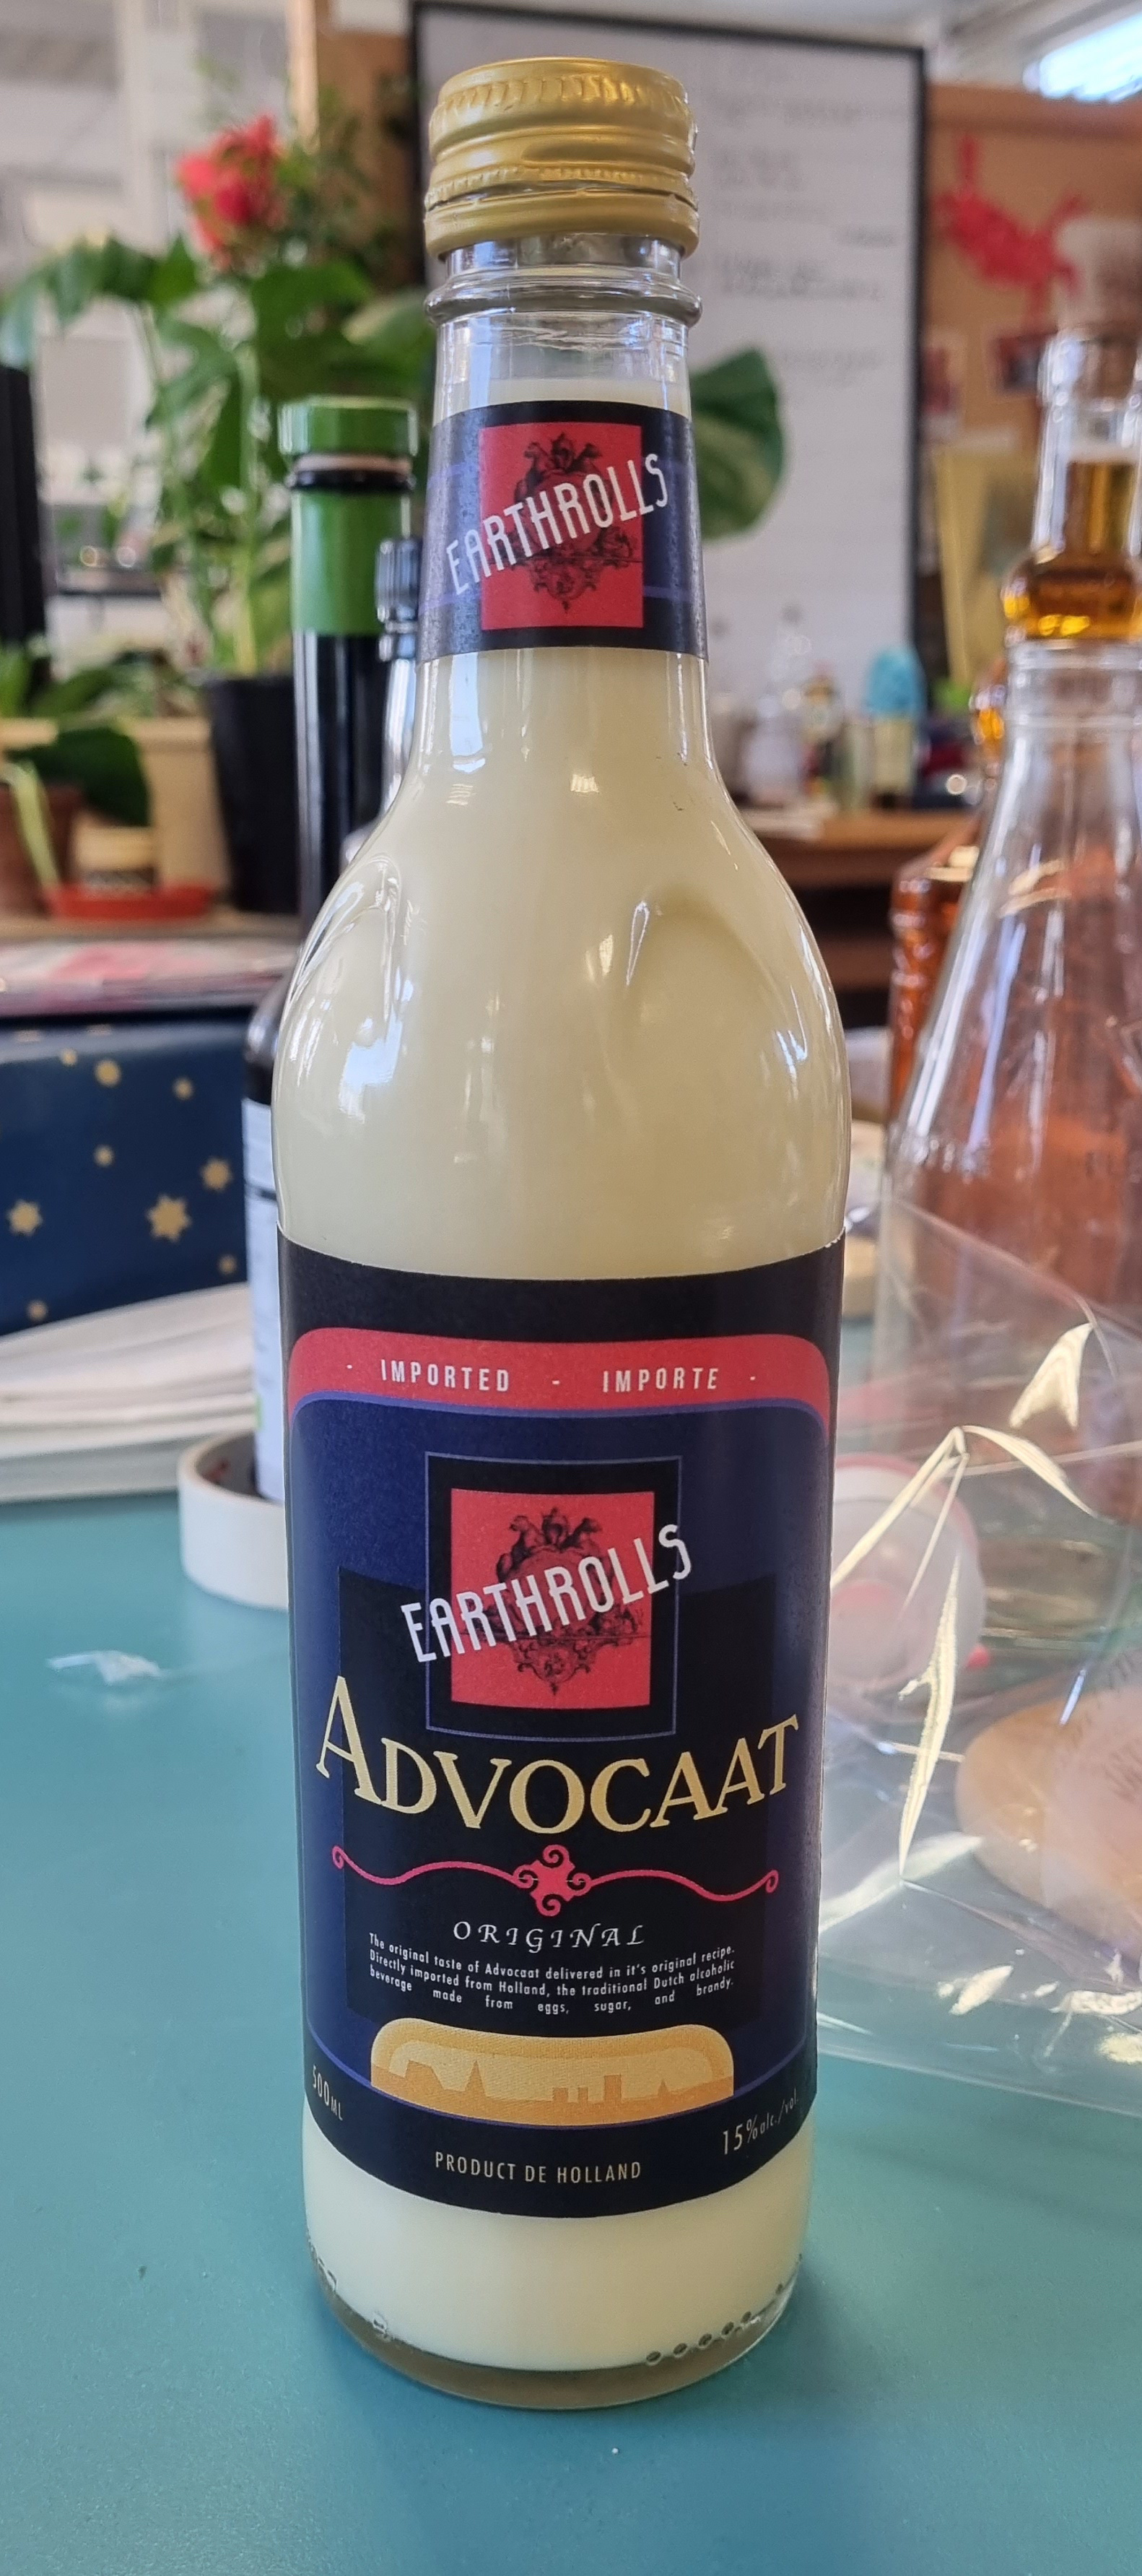 EARTHROLLS
· IMPORTED - IMPORTE ·
EARTHROLLS
ADVOCAAT
ORIGINAL
The original taste of Advocaat delivered in it's original recipe.
Directly imported from Holland, the traditional Dutch alcoholic
beverage made from eggs, sugar, and brandy.
500ML
15% alc./vol.
PRODUCT DE HOLLAND